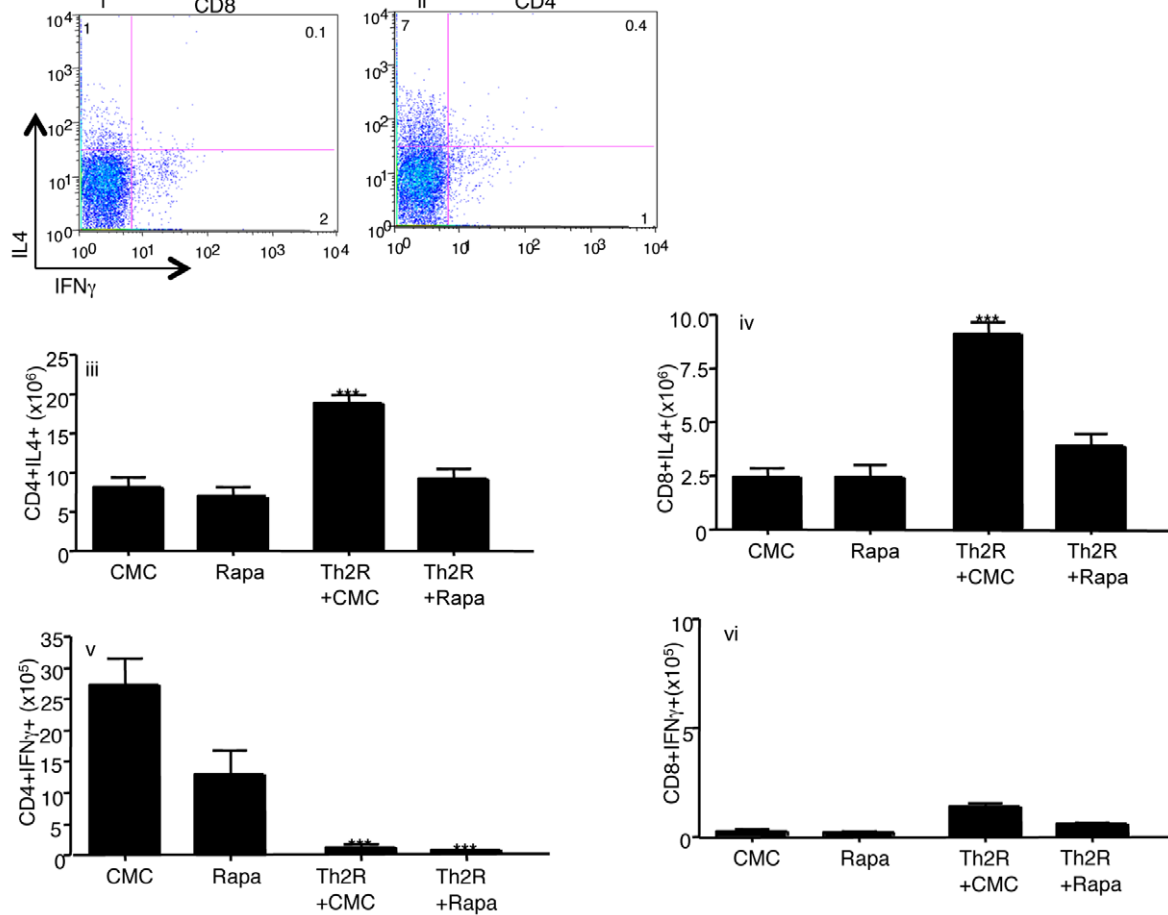 i CD8
ii CD4
10⁴ 1 0.1
10³
10²
10¹
10⁰ 2
10⁰ 10¹ 10² 10³ 10⁴
IL4
IFNγ
10⁴ 7 0.4
10³
10²
10¹
10⁰ 1
10⁰ 10 10² 10³ 10⁴
iii
CD4+IL4+ (x10⁶)
25
20
15
10
5
0
***
CMC Rapa Th2R Th2R
+CMC +Rapa
iv
CD8+IL4+(x10⁶)
10.0
7.5
5.0
2.5
0
***
CMC Rapa Th2R Th2R
+CMC +Rapa
v
CD4+IFNγ+ (x10⁵)
35
30
25
20
15
10
5
0
*** ***
CMC Rapa Th2R Th2R
+CMC +Rapa
vi
CD8+IFNγ+(x10⁵)
10
5
0
CMC Rapa Th2R Th2R
+CMC +Rapa